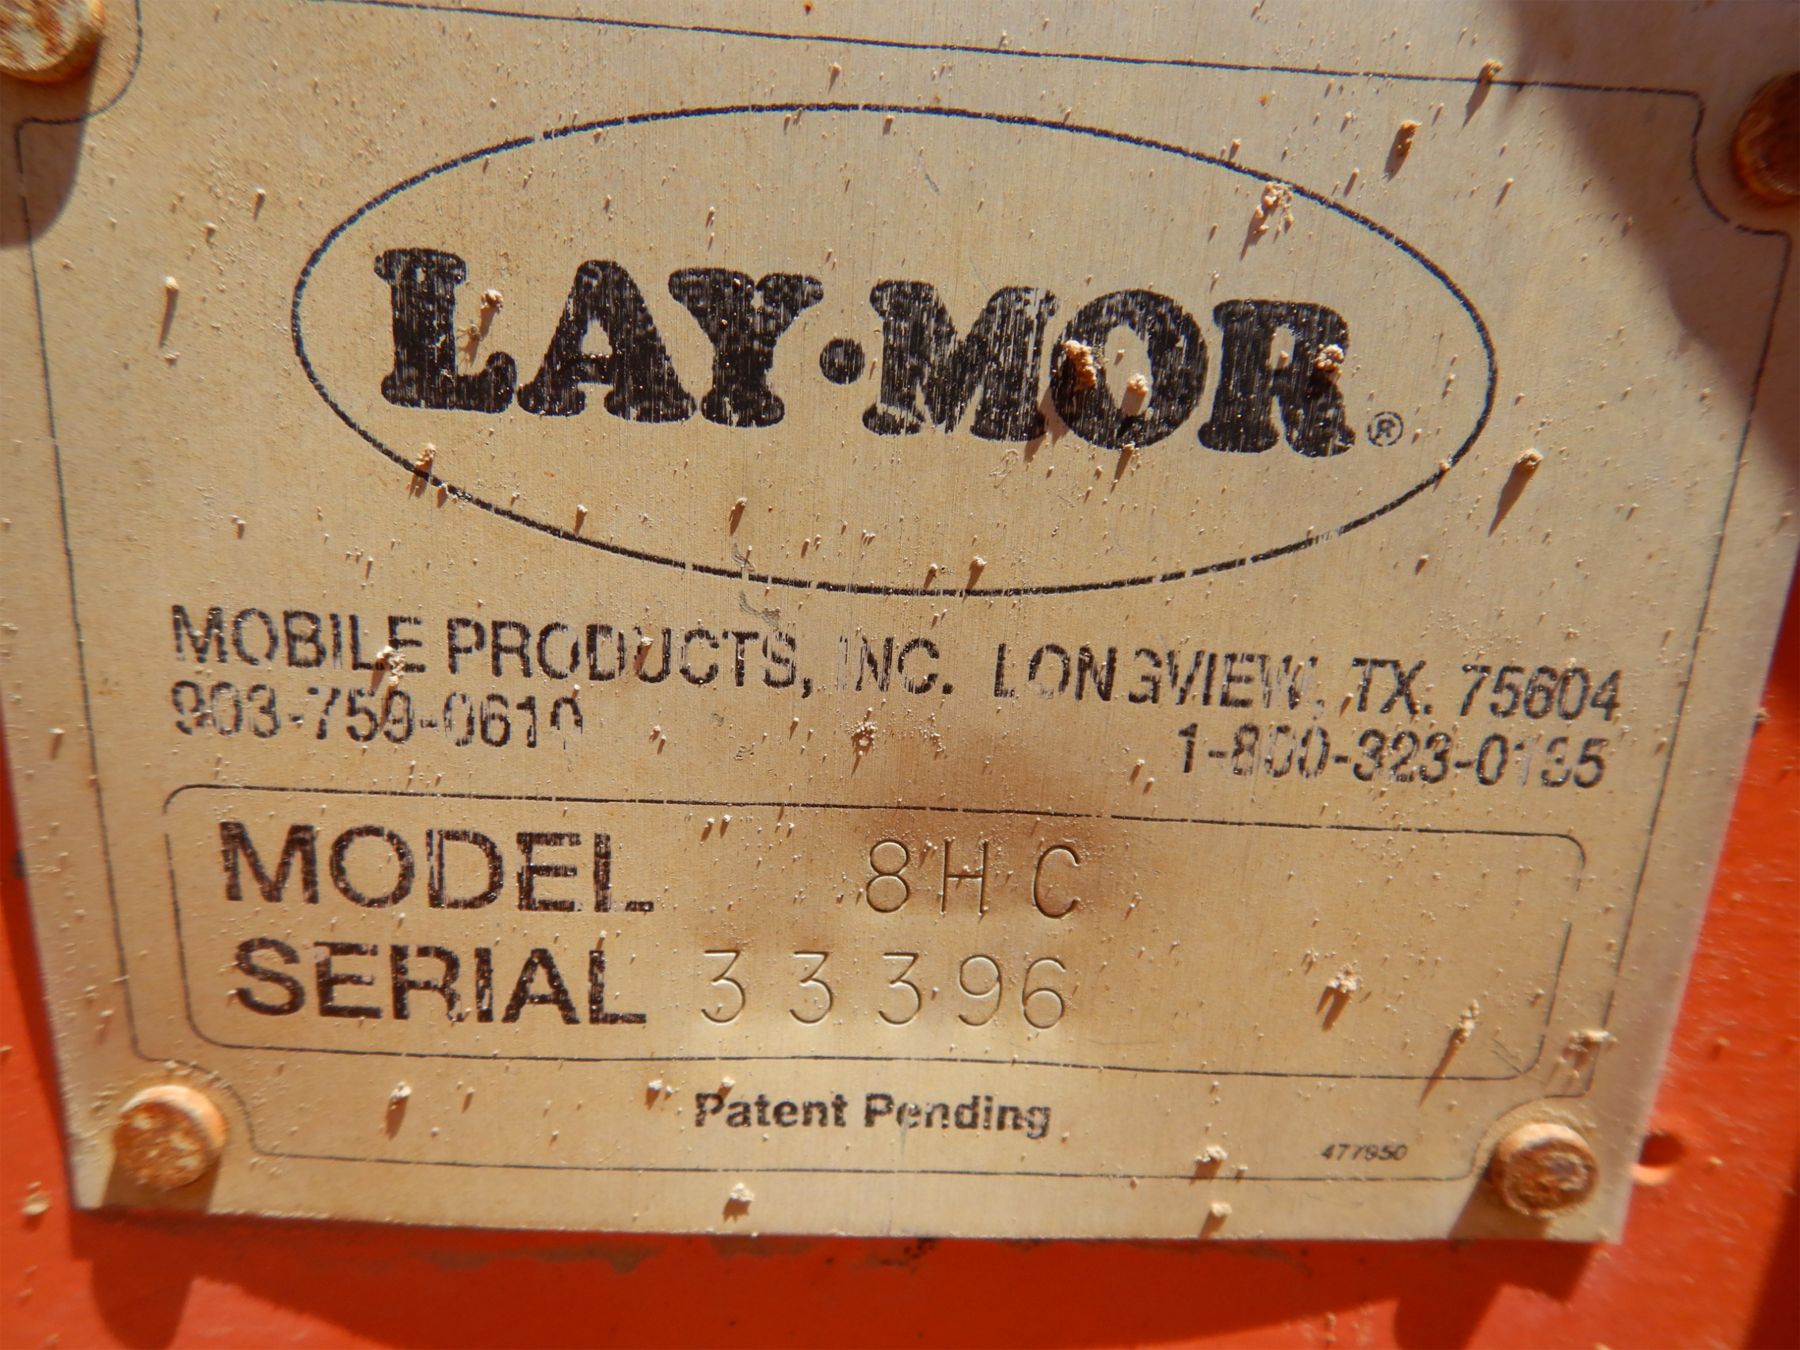 LAY·MOR®
MOBILE PRODUCTS, INC. LONGVIEW, TX. 75604
903-759-0610 1-800-323-0135
MODEL 8HC
SERIAL 33396
Patent Pending
477950